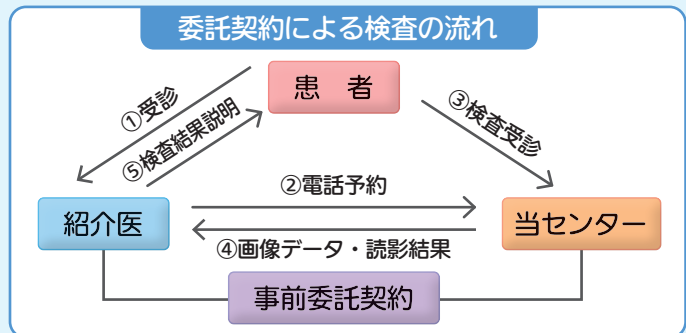 委託契約による検査の流れ
患　者
①受診
⑤検査結果説明
③検査受診
②電話予約
紹介医
当センター
④画像データ・読影結果
事前委託契約